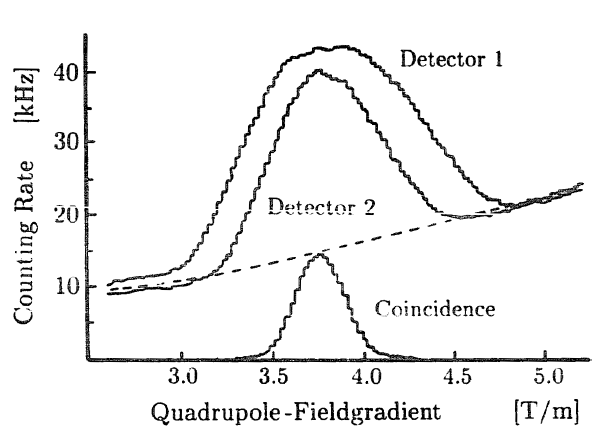 Counting Rate [kHz]
40
30
20
10
Detector 1
Detector 2
Coincidence
3.0 3.5 4.0 4.5 5.0
Quadrupole-Fieldgradient [T/m]